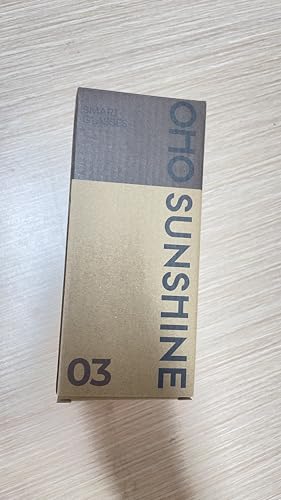 SMART
GLASSES
OHO SUNSHINE
03